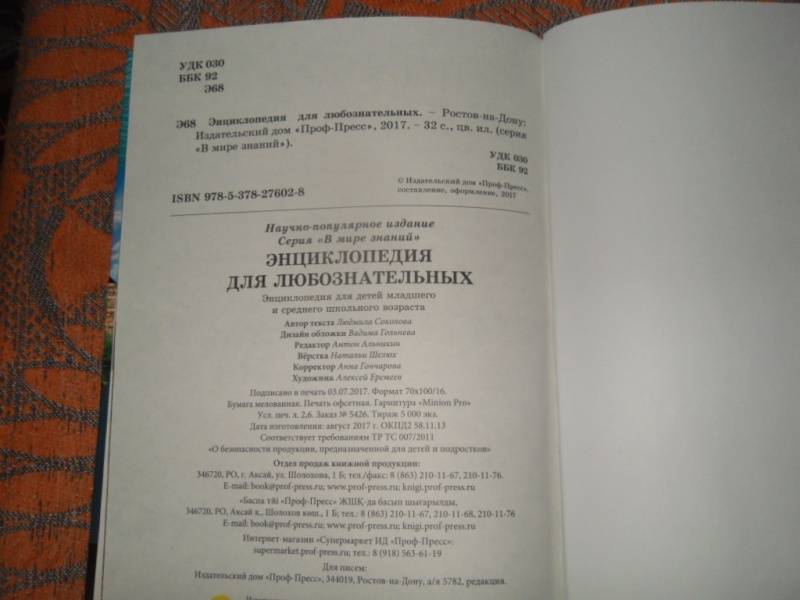 УДК 030
ББК 92
Э68
Э68 Энциклопедия для любознательных. – Ростов-на-Дону:
Издательский дом «Проф-Пресс», 2017. – 32 с., цв. ил. (серия
«В мире знаний»).
УДК 030
ББК 92
© Издательский дом «Проф-Пресс»,
составление, оформление, 2017
ISBN 978-5-378-27602-8
Научно-популярное издание
Серия «В мире знаний»
ЭНЦИКЛОПЕДИЯ
ДЛЯ ЛЮБОЗНАТЕЛЬНЫХ
Энциклопедия для детей младшего
и среднего школьного возраста
Автор текста Людмила Соколова
Дизайн обложки Вадима Гольнева
Редактор Антон Альникин
Вёрстка Натальи Шелюх
Корректор Анна Гончарова
Художник Алексей Еремеев
Подписано в печать 03.07.2017. Формат 70х100/16.
Бумага мелованная. Печать офсетная. Гарнитура «Minion Pro»
Усл. печ. л. 2,6. Заказ № 5426. Тираж 5 000 экз.
Дата изготовления: август 2017 г. ОКПД2 58.11.13
Соответствует требованиям ТР ТС 007/2011
«О безопасности продукции, предназначенной для детей и подростков»
Отдел продаж книжной продукции:
346720, РО, г. Аксай, ул. Шолохова, 1 Б; тел./факс: 8 (863) 210-11-67, 210-11-76.
E-mail: book@prof-press.ru; www.prof-press.ru; knigi.prof-press.ru
«Баспа үйі «Проф-Пресс» ЖШҚ-да басып шығарылды,
346720, РО, Аксай к., Шолохов көш., 1 Б; тел.: 8 (863) 210-11-67, 210-11-68, 210-11-76
E-mail: book@prof-press.ru; www.prof-press.ru; knigi.prof-press.ru
Интернет-магазин «Супермаркет ИД «Проф-Пресс»:
supermarket.prof-press.ru; тел.: 8 (918) 563-61-19
Для писем:
Издательский дом «Проф-Пресс», 344019, Ростов-на-Дону, а/я 5782, редакция.